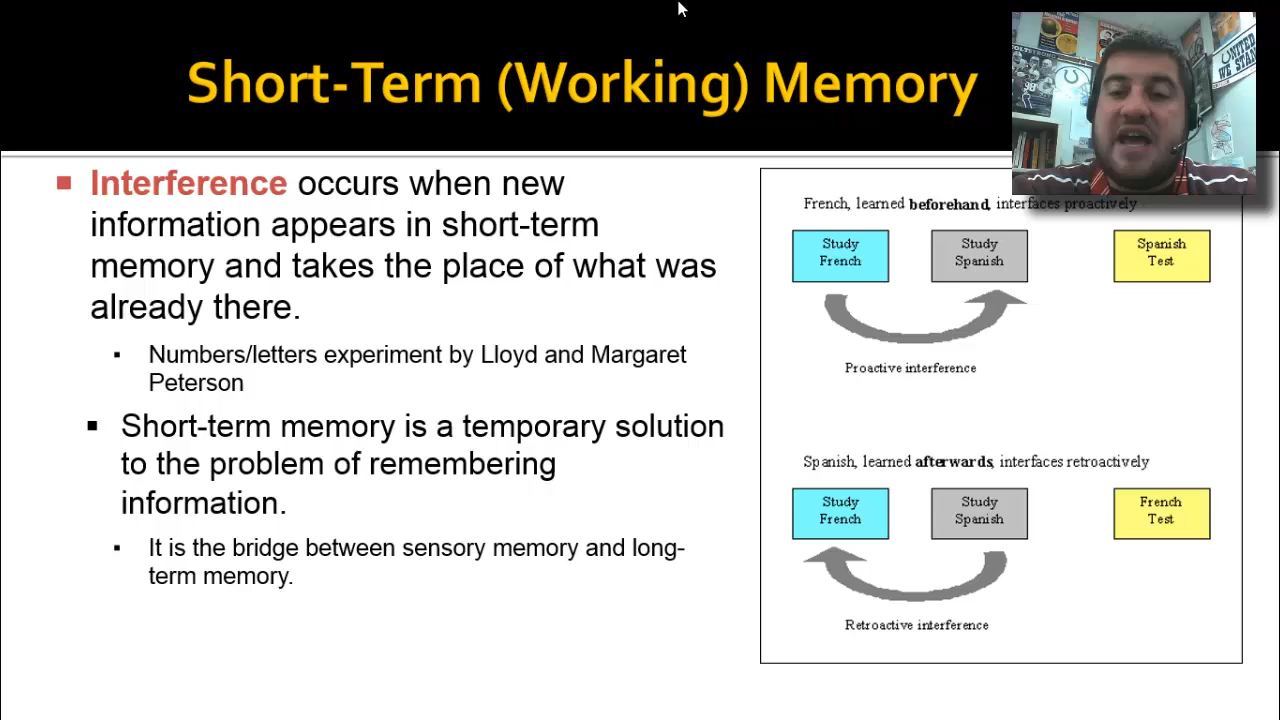 Short-Term (Working) Memory
COLTSTRONG
UNITED
WE STAND
Interference occurs when new
information appears in short-term
memory and takes the place of what was
already there.
Numbers/letters experiment by Lloyd and Margaret
Peterson
Short-term memory is a temporary solution
to the problem of remembering
information.
It is the bridge between sensory memory and long-
term memory.
French, learned beforehand, interfaces proactively
Study
French
Study
Spanish
Spanish
Test
Proactive interference
Spanish, learned afterwards, interfaces retroactively
Study
French
Study
Spanish
French
Test
Retroactive interference